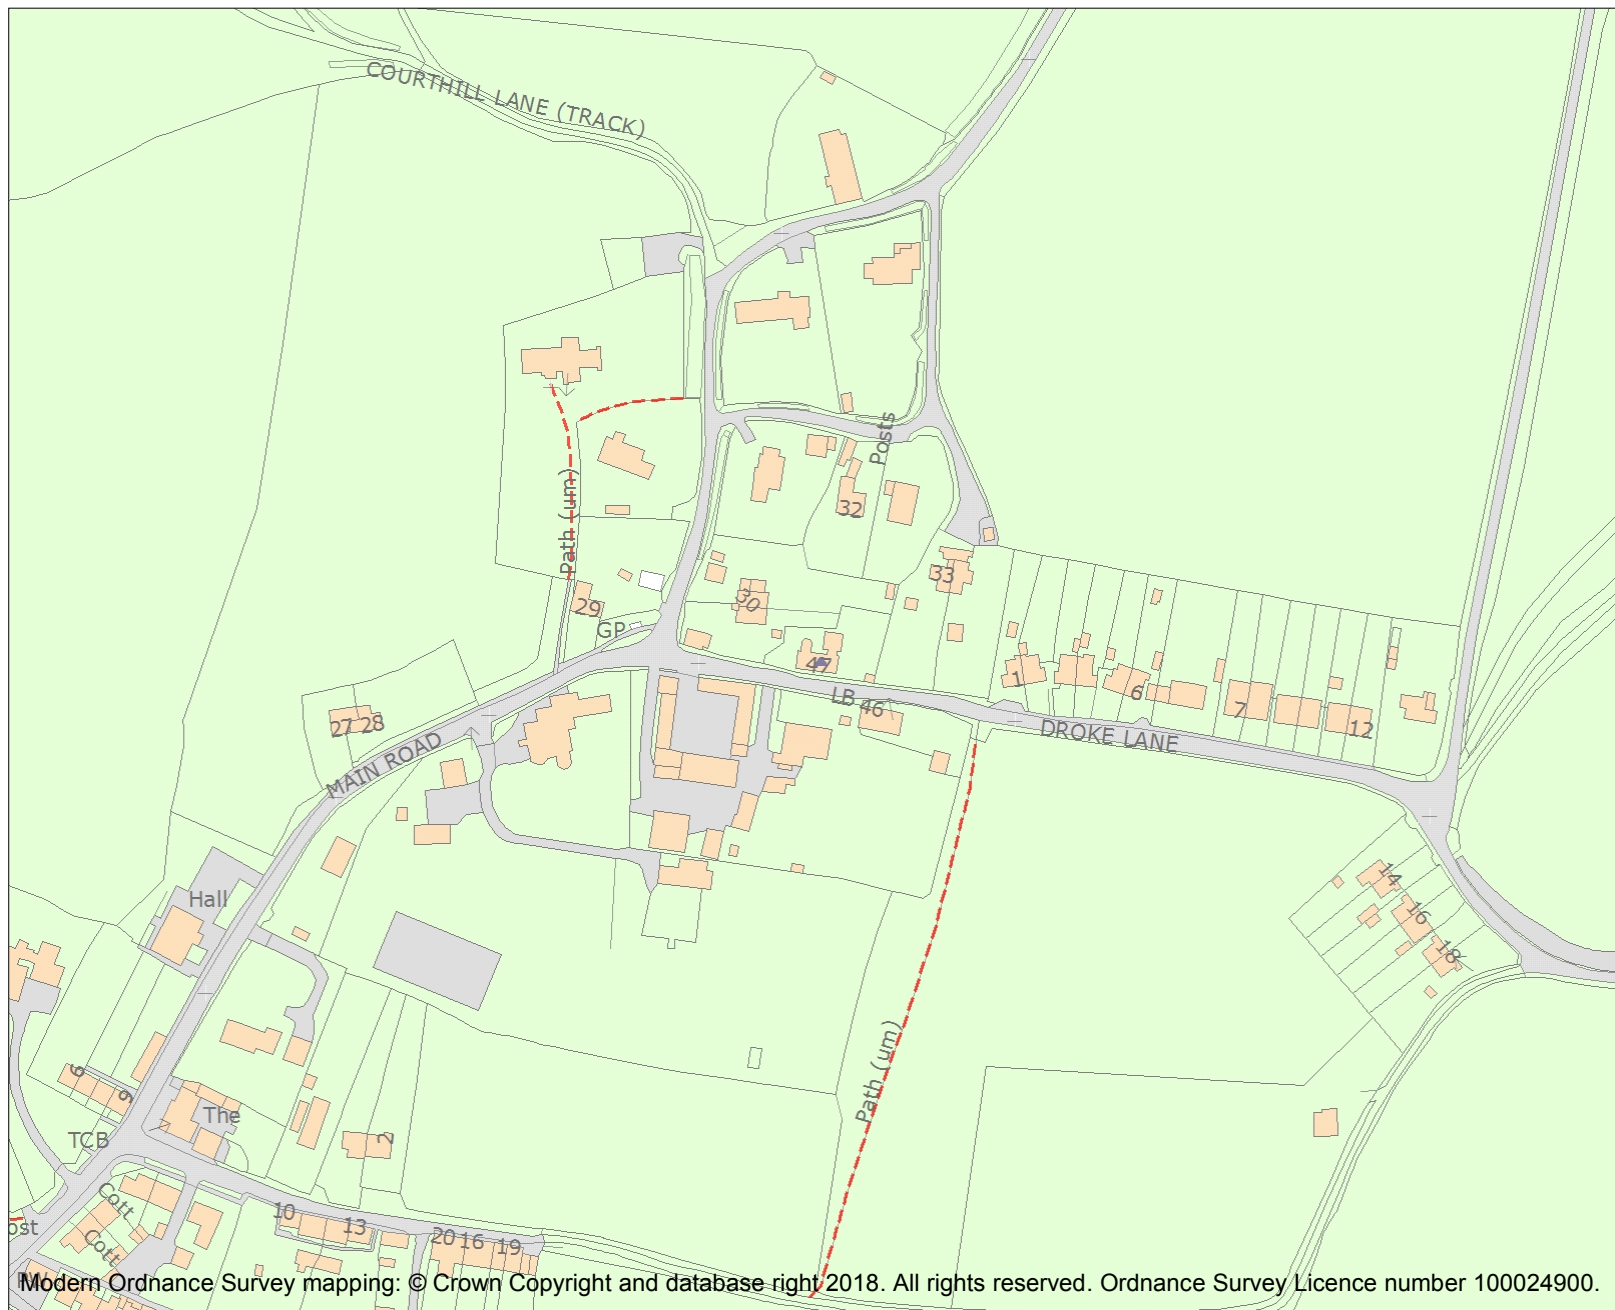 COURTHILL LANE (TRACK)
Posts
32
33
Path (um)
29
GP
30
47
1
6
7
12
LB
46
DROKE LANE
27 28
MAIN ROAD
Hall
14
16
18
Path (um)
6
9
The
TCB
2
Cott
Cott
10
13
20 16 19
ost
PW
Modern Ordnance Survey mapping: © Crown Copyright and database right 2018. All rights reserved. Ordnance Survey Licence number 100024900.